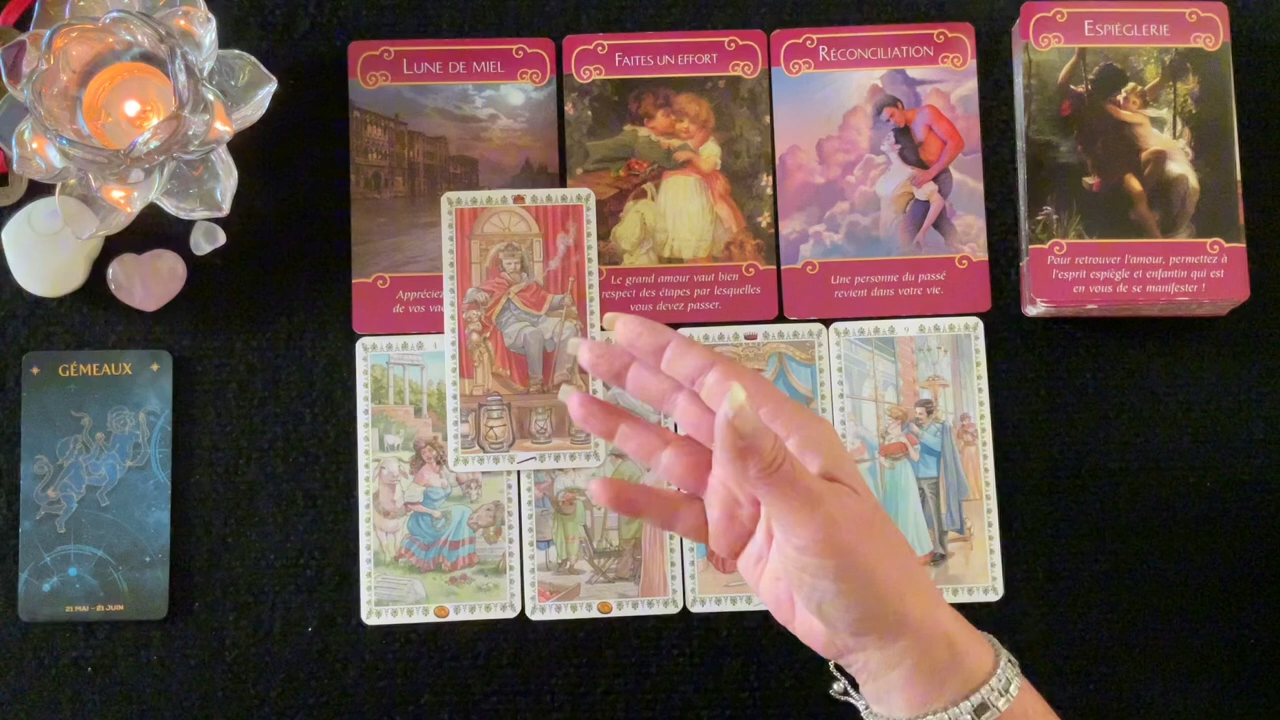 LUNE DE MIEL
Appréciez
de vos
FAITES UN EFFORT
Le grand amour vaut bien
respect des étapes par lesquelles
vous devez passer.
RÉCONCILIATION
Une personne du passé
revient dans votre vie.
ESPIÈGLERIE
Pour retrouver l'amour, permettez à
l'esprit espiègle et enfantin qui est
en vous de se manifester !
GÉMEAUX
21 MAI - 21 JUIN
9